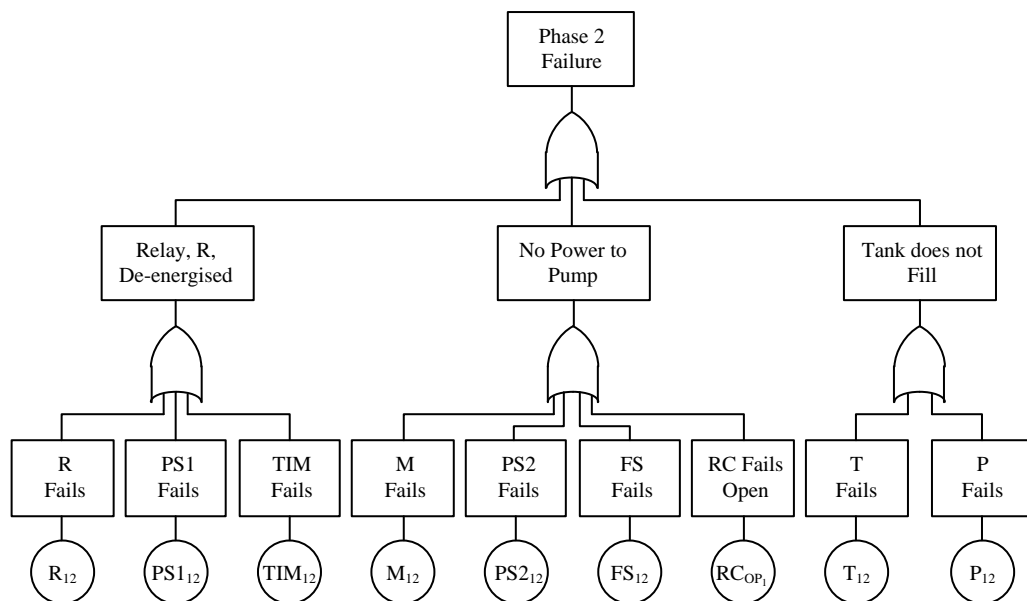 Phase 2
Failure
Relay, R,
De-energised
No Power to
Pump
Tank does not
Fill
R
Fails
PS1
Fails
TIM
Fails
M
Fails
PS2
Fails
FS
Fails
RC Fails
Open
T
Fails
P
Fails
R₁₂
PS1₁₂
TIM₁₂
M₁₂
PS2₁₂
FS₁₂
RC_OP₁
T₁₂
P₁₂